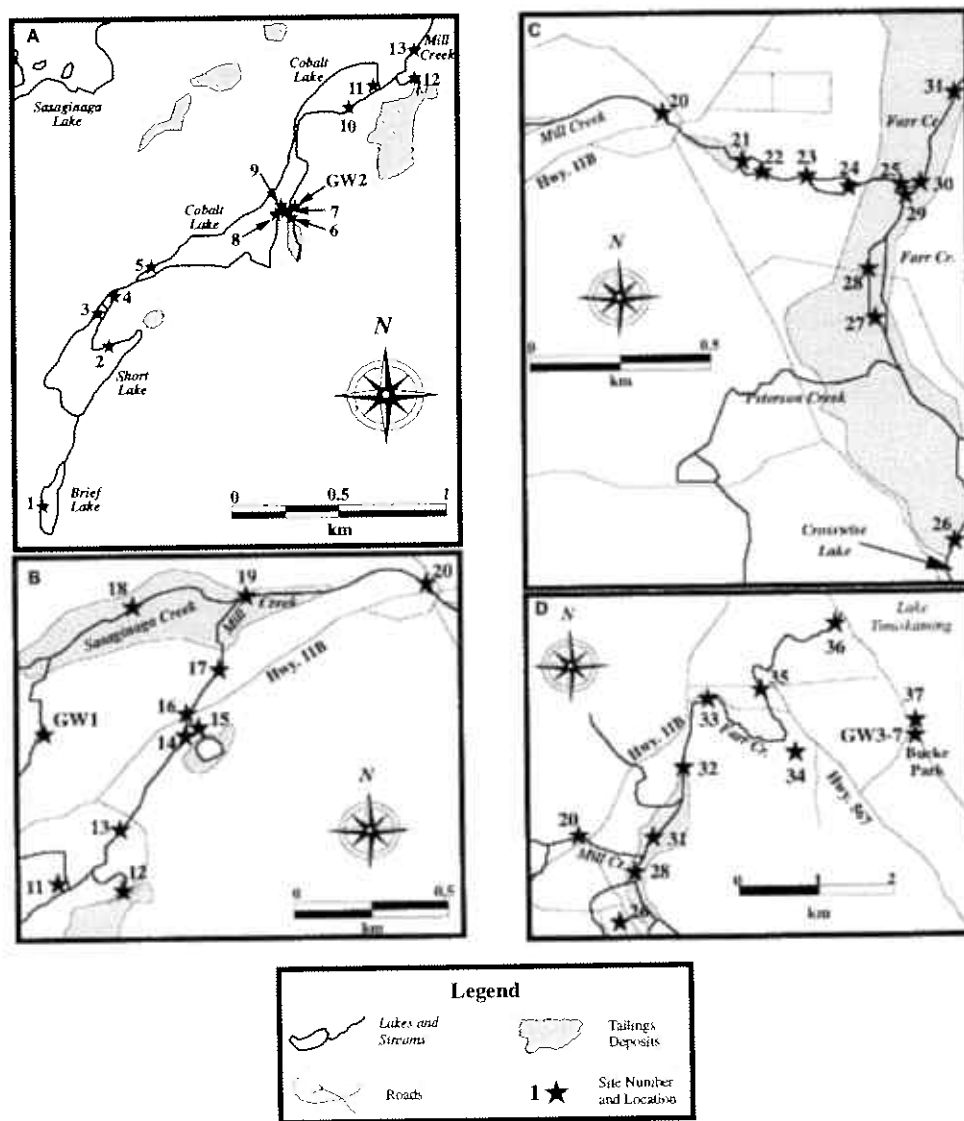 A
Sasaginaga
Lake
Cobalt
Lake
13
Mill
Creek
11
12
10
9
GW2
7
6
8
Cobalt
Lake
5
4
3
2
Short
Lake
N
1
Brief
Lake
0 0.5 1
km
B
18
19
20
Sasaginaga Creek
Mill
Creek
Hwy. 11B
17
GW1
16
15
14
N
13
11
12
0 0.5
km
C
20
Mill Creek
Hwy. 11B
21
22
23
24
25
31
Farr Cr.
30
29
N
Farr Cr.
28
27
0 0.5
km
Peterson Creek
Crosswise
Lake
26
D
Lake
Timiskaming
36
N
35
37
Hwy. 11B
33
Farr Cr.
GW3-7
Bucke
Park
34
32
Hwy. 567
20
31
Mill Cr.
28
26
0 1 2
km
Legend
Lakes and
Streams
Tailings
Deposits
Roads
1
Site Number
and Location